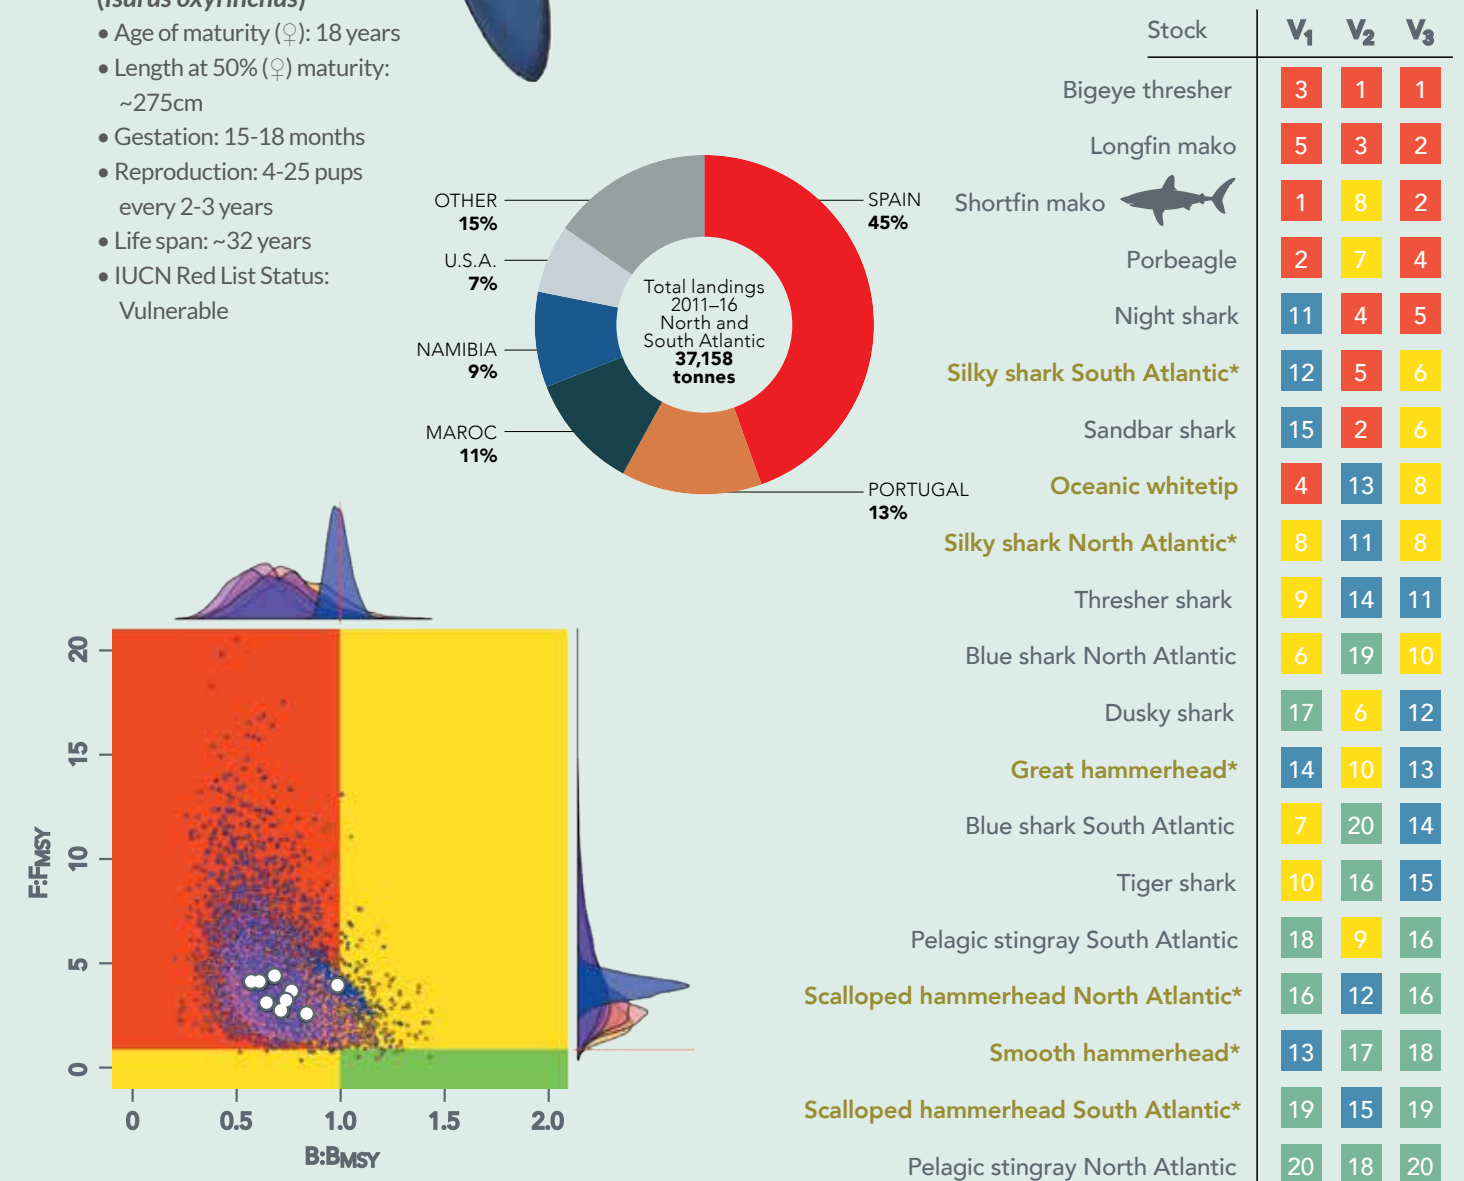 (Isurus oxyrinchus)
• Age of maturity (♀): 18 years
• Length at 50% (♀) maturity:
~275cm
• Gestation: 15-18 months
• Reproduction: 4-25 pups
every 2-3 years
• Life span: ~32 years
• IUCN Red List Status:
Vulnerable
OTHER
15%
U.S.A.
7%
NAMIBIA
9%
MAROC
11%
SPAIN
45%
PORTUGAL
13%
Total landings
2011–16
North and
South Atlantic
37,158
tonnes
20
15
10
5
0
F:FMSY
0 0.5 1.0 1.5 2.0
B:BMSY
Stock V1 V2 V3
Bigeye thresher 3 1 1
Longfin mako 5 3 2
Shortfin mako 1 8 2
Porbeagle 2 7 4
Night shark 11 4 5
Silky shark South Atlantic* 12 5 6
Sandbar shark 15 2 6
Oceanic whitetip 4 13 8
Silky shark North Atlantic* 8 11 8
Thresher shark 9 14 11
Blue shark North Atlantic 6 19 10
Dusky shark 17 6 12
Great hammerhead* 14 10 13
Blue shark South Atlantic 7 20 14
Tiger shark 10 16 15
Pelagic stingray South Atlantic 18 9 16
Scalloped hammerhead North Atlantic* 16 12 16
Smooth hammerhead* 13 17 18
Scalloped hammerhead South Atlantic* 19 15 19
Pelagic stingray North Atlantic 20 18 20